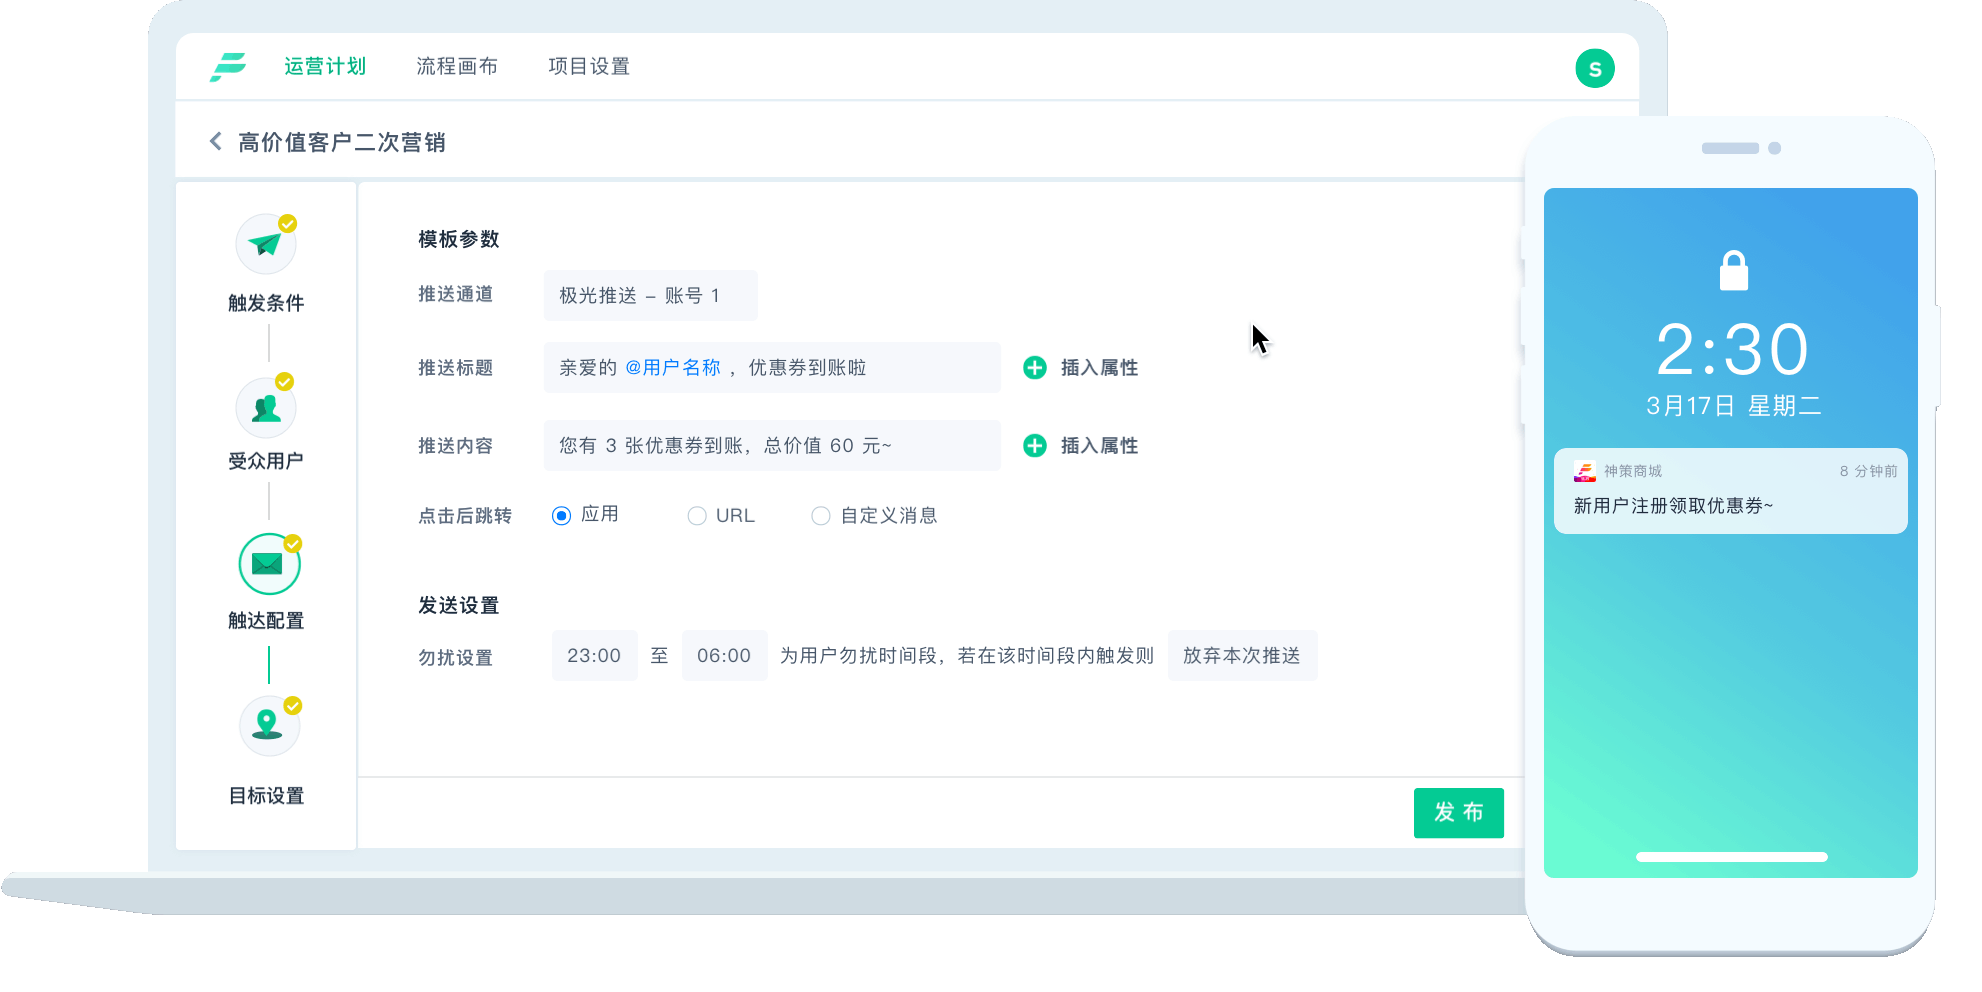 运营计划 流程画布 项目设置 S
高价值客户二次营销
触发条件
受众用户
触达配置
目标设置
模板参数
推送通道 极光推送 – 账号 1
推送标题 亲爱的 @用户名称 ，优惠券到账啦 插入属性
推送内容 您有 3 张优惠券到账，总价值 60 元~ 插入属性
点击后跳转 应用 URL 自定义消息
发送设置
勿扰设置 23:00 至 06:00 为用户勿扰时间段，若在该时间段内触发则 放弃本次推送
发 布
2:30
3月17日 星期二
神策商城 8 分钟前
新用户注册领取优惠券~